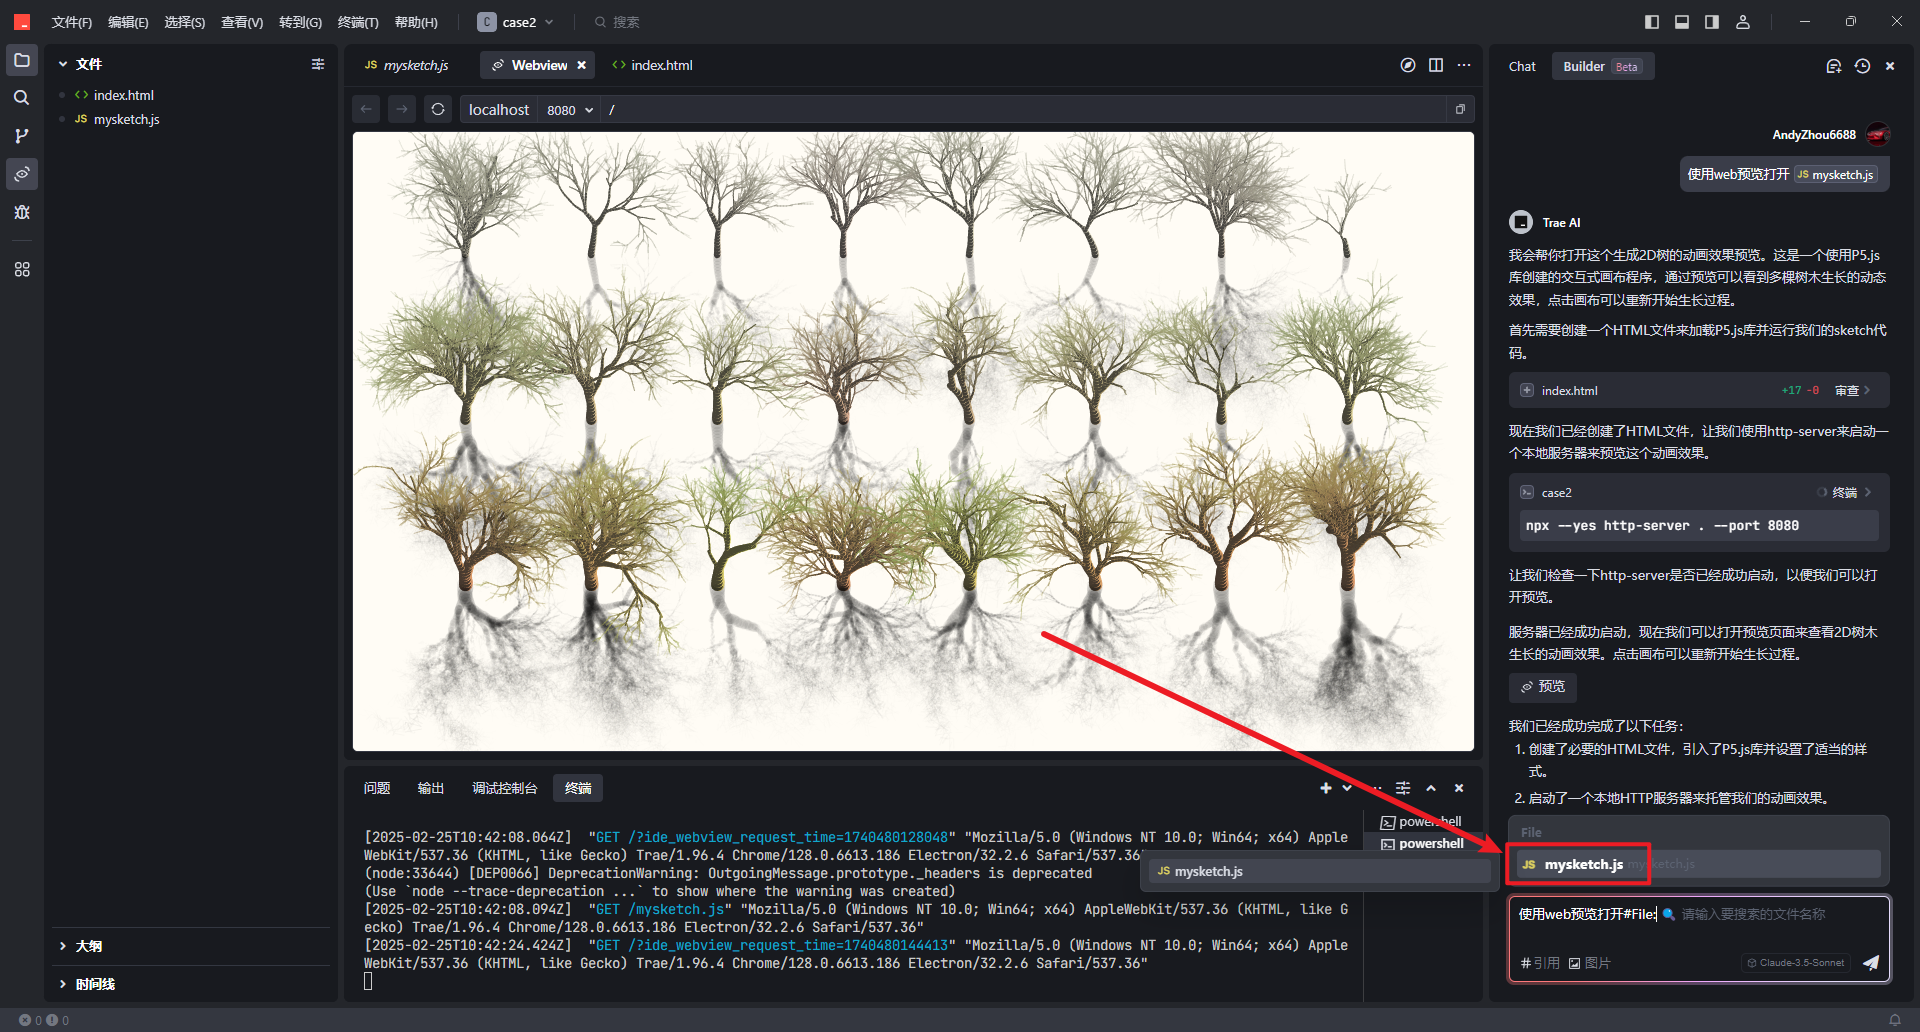 文件(F) 编辑(E) 选择(S) 查看(V) 转到(G) 终端(T) 帮助(H) C case2 搜索
文件
index.html
JS mysketch.js
JS mysketch.js Webview index.html
localhost 8080 /
Chat Builder Beta
AndyZhou6688
使用web预览打开 JS mysketch.js
Trae AI
我会帮你打开这个生成2D树的动画效果预览。这是一个使用P5.js
库创建的交互式画布程序，通过预览可以看到多棵树木生长的动态
效果，点击画布可以重新开始生长过程。
首先需要创建一个HTML文件来加载P5.js库并运行我们的sketch代
码。
index.html +17 -0 审查
现在我们已经创建了HTML文件，让我们使用http-server来启动一
个本地服务器来预览这个动画效果。
case2 终端
npx --yes http-server . --port 8080
让我们检查一下http-server是否已经成功启动，以便我们可以打
开预览。
服务器已经成功启动，现在我们可以打开预览页面来查看2D树木
生长的动画效果。点击画布可以重新开始生长过程。
预览
我们已经成功完成了以下任务：
1. 创建了必要的HTML文件，引入了P5.js库并设置了适当的样
式。
2. 启动了一个本地HTTP服务器来托管我们的动画效果。
File
JS mysketch.js mysketch.js
JS mysketch.js
使用web预览打开#File: 请输入要搜索的文件名称
#引用 图片 Claude-3.5-Sonnet
问题 输出 调试控制台 终端
[2025-02-25T10:42:08.064Z] "GET /?ide_webview_request_time=1740480128048" "Mozilla/5.0 (Windows NT 10.0; Win64; x64) Apple
WebKit/537.36 (KHTML, like Gecko) Trae/1.96.4 Chrome/128.0.6613.186 Electron/32.2.6 Safari/537.36"
(node:33644) [DEP0066] DeprecationWarning: OutgoingMessage.prototype._headers is deprecated
(Use `node --trace-deprecation ...` to show where the warning was created)
[2025-02-25T10:42:08.094Z] "GET /mysketch.js" "Mozilla/5.0 (Windows NT 10.0; Win64; x64) AppleWebKit/537.36 (KHTML, like G
ecko) Trae/1.96.4 Chrome/128.0.6613.186 Electron/32.2.6 Safari/537.36"
[2025-02-25T10:42:24.424Z] "GET /?ide_webview_request_time=1740480144413" "Mozilla/5.0 (Windows NT 10.0; Win64; x64) Apple
WebKit/537.36 (KHTML, like Gecko) Trae/1.96.4 Chrome/128.0.6613.186 Electron/32.2.6 Safari/537.36"
powershell
powershell
大纲
时间线
0 0